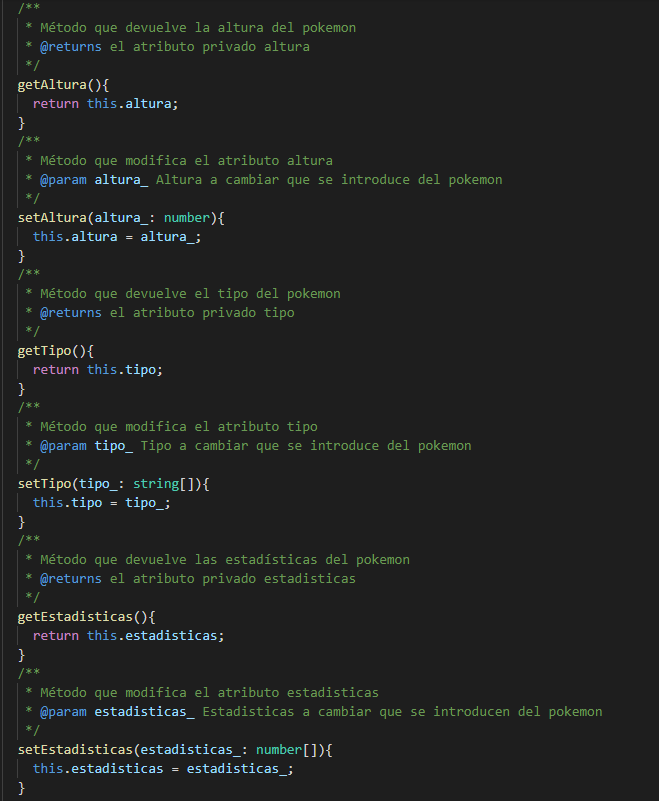 /**
 * Método que devuelve la altura del pokemon
 * @returns el atributo privado altura
 */
getAltura(){
  return this.altura;
}
/**
 * Método que modifica el atributo altura
 * @param altura_ Altura a cambiar que se introduce del pokemon
 */
setAltura(altura_: number){
  this.altura = altura_;
}
/**
 * Método que devuelve el tipo del pokemon
 * @returns el atributo privado tipo
 */
getTipo(){
  return this.tipo;
}
/**
 * Método que modifica el atributo tipo
 * @param tipo_ Tipo a cambiar que se introduce del pokemon
 */
setTipo(tipo_: string[]){
  this.tipo = tipo_;
}
/**
 * Método que devuelve las estadísticas del pokemon
 * @returns el atributo privado estadisticas
 */
getEstadisticas(){
  return this.estadisticas;
}
/**
 * Método que modifica el atributo estadisticas
 * @param estadisticas_ Estadisticas a cambiar que se introducen del pokemon
 */
setEstadisticas(estadisticas_: number[]){
  this.estadisticas = estadisticas_;
}